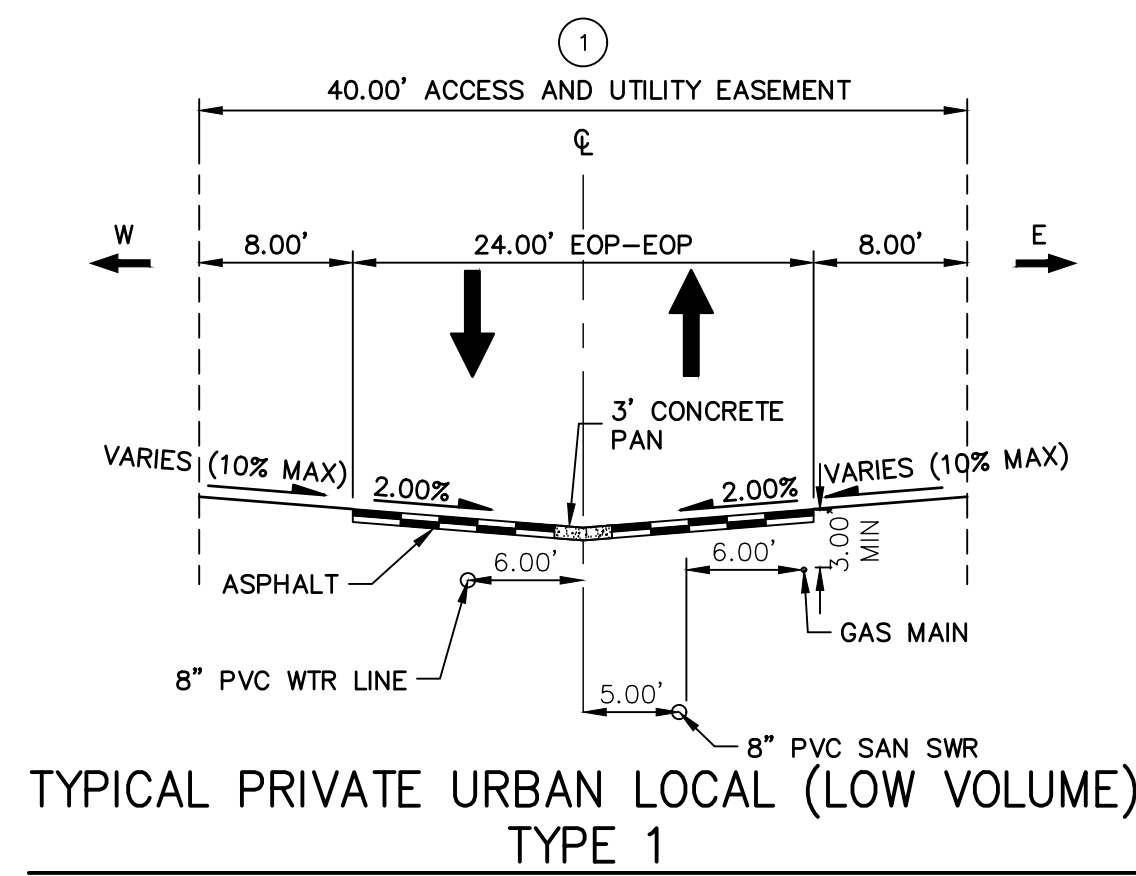 1
40.00' ACCESS AND UTILITY EASEMENT
℄
W
8.00'
24.00' EOP-EOP
8.00'
E
3' CONCRETE
PAN
VARIES (10% MAX)
2.00%
2.00%
VARIES (10% MAX)
6.00'
6.00'
3.00'
MIN
ASPHALT
GAS MAIN
8" PVC WTR LINE
5.00'
8" PVC SAN SWR
TYPICAL PRIVATE URBAN LOCAL (LOW VOLUME)
TYPE 1